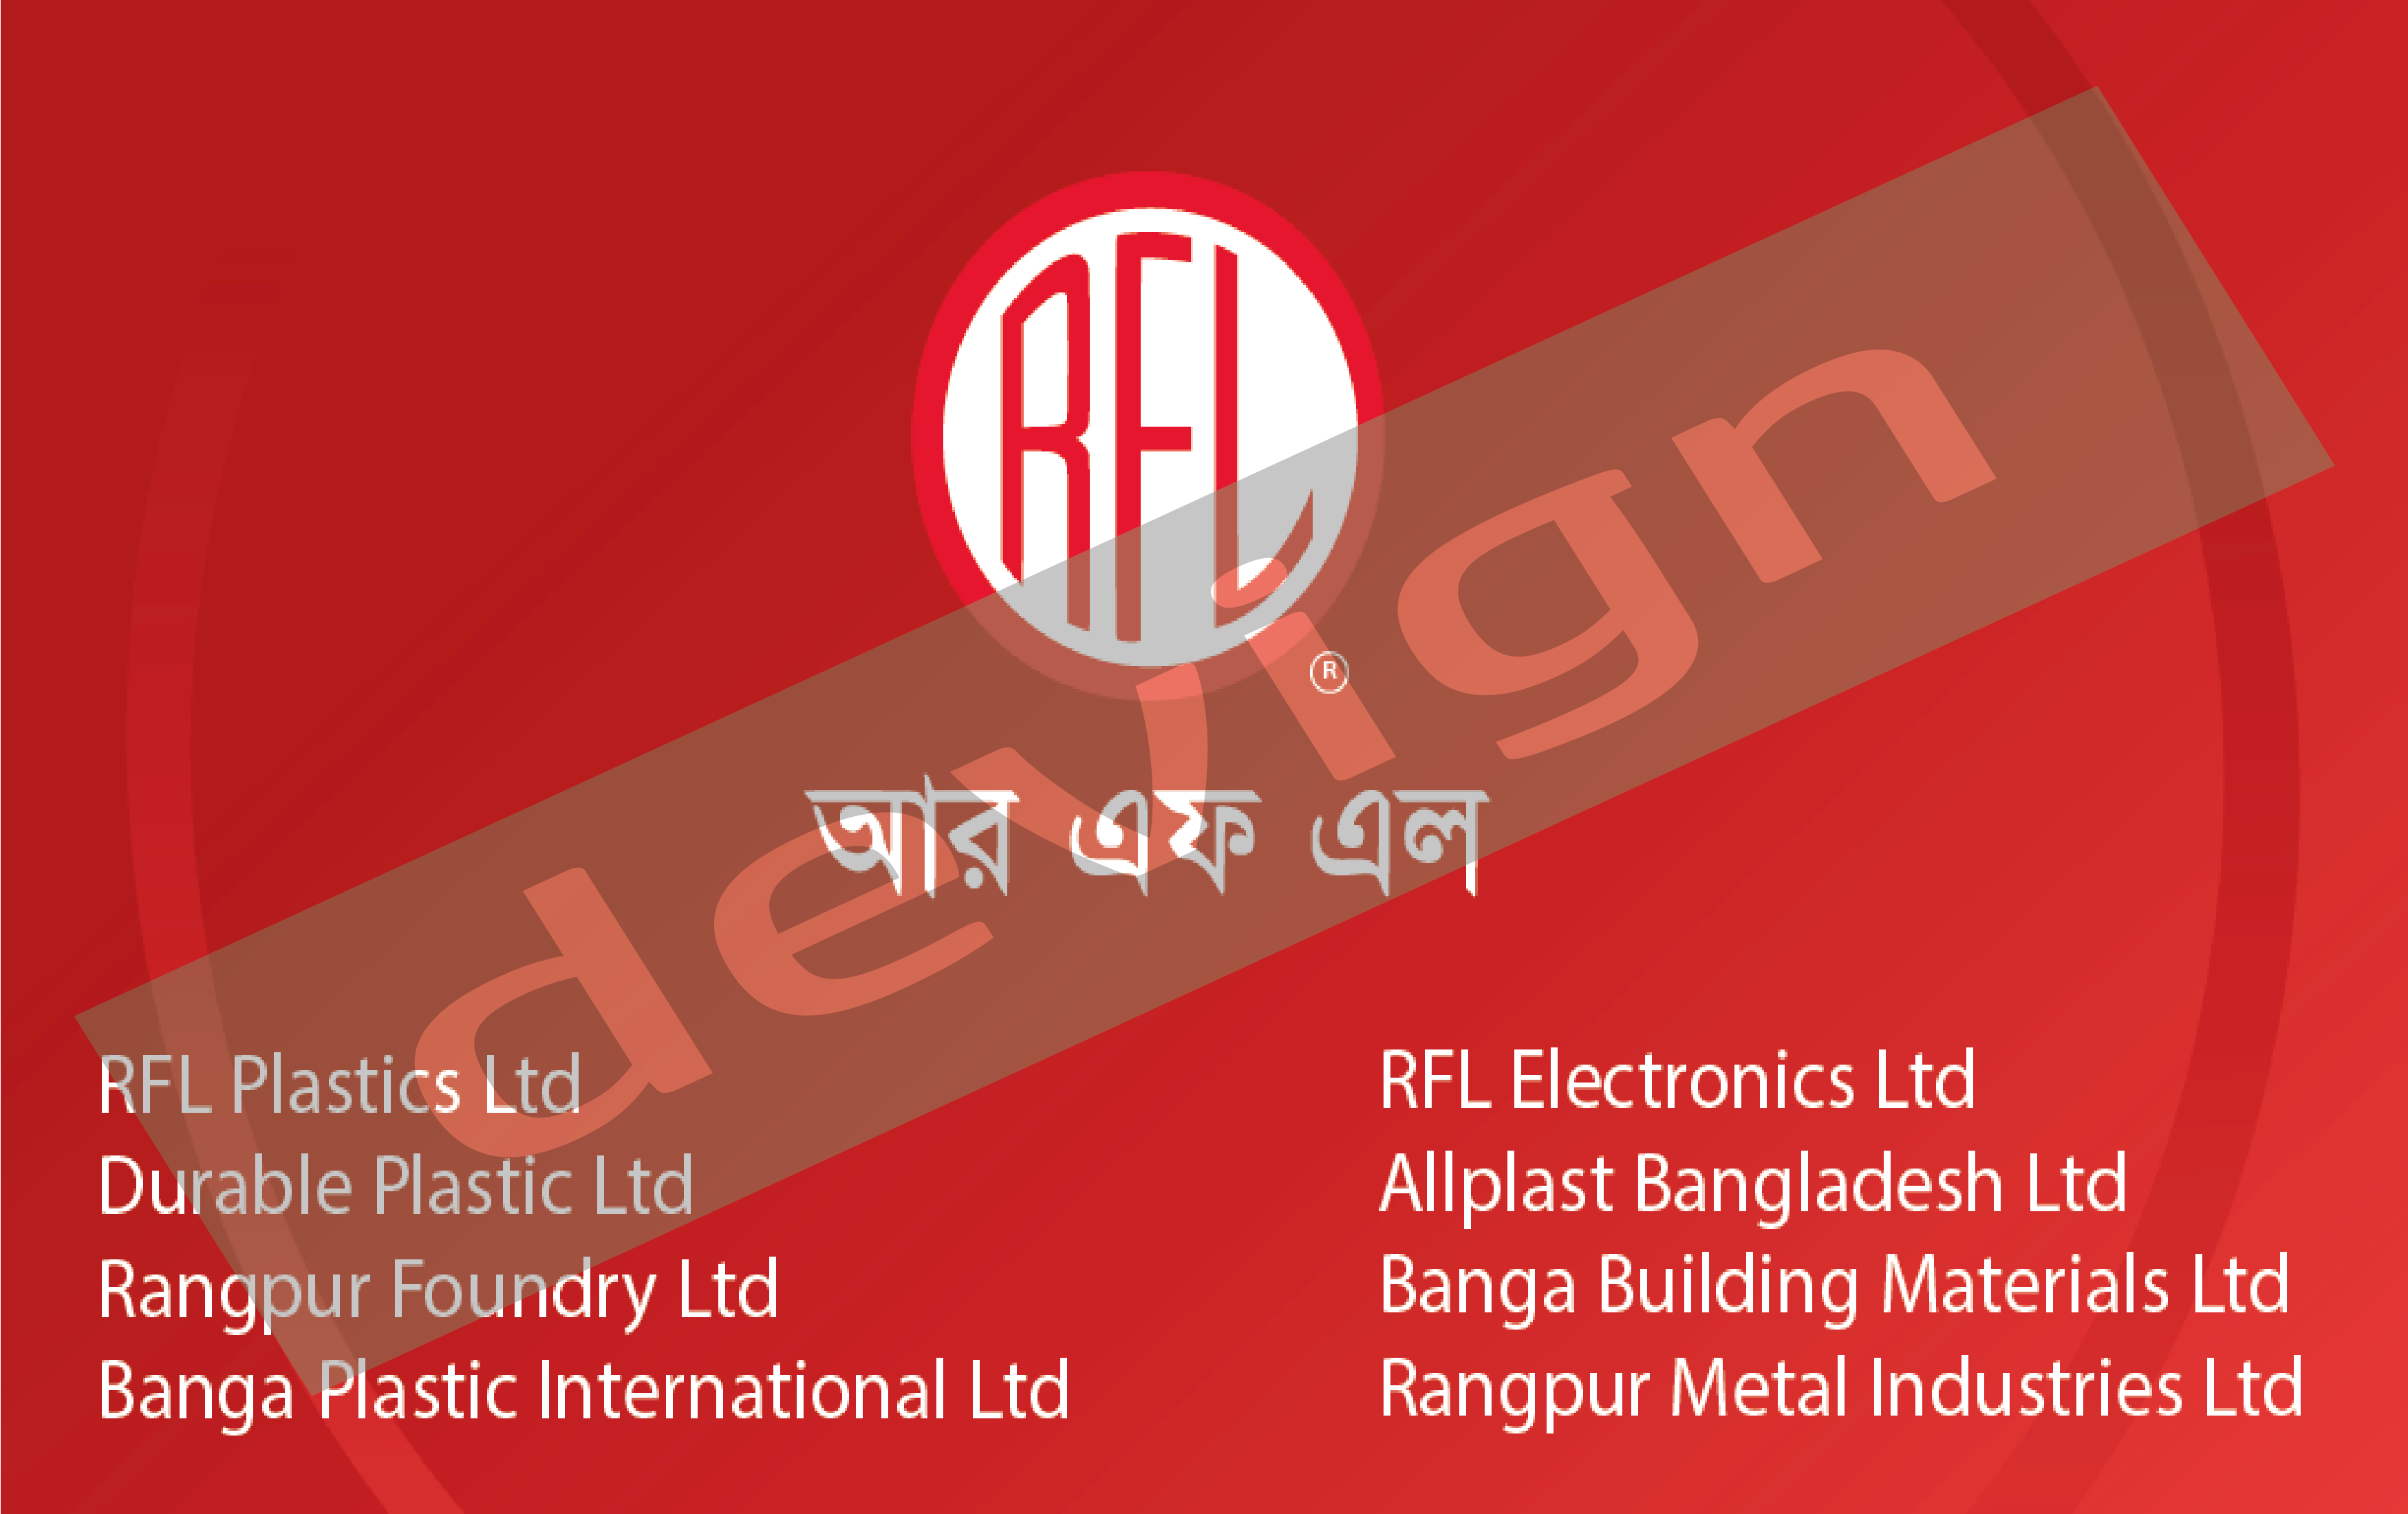 RFL
®
আর এফ এল
devign
RFL Plastics Ltd
Durable Plastic Ltd
Rangpur Foundry Ltd
Banga Plastic International Ltd
RFL Electronics Ltd
Allplast Bangladesh Ltd
Banga Building Materials Ltd
Rangpur Metal Industries Ltd